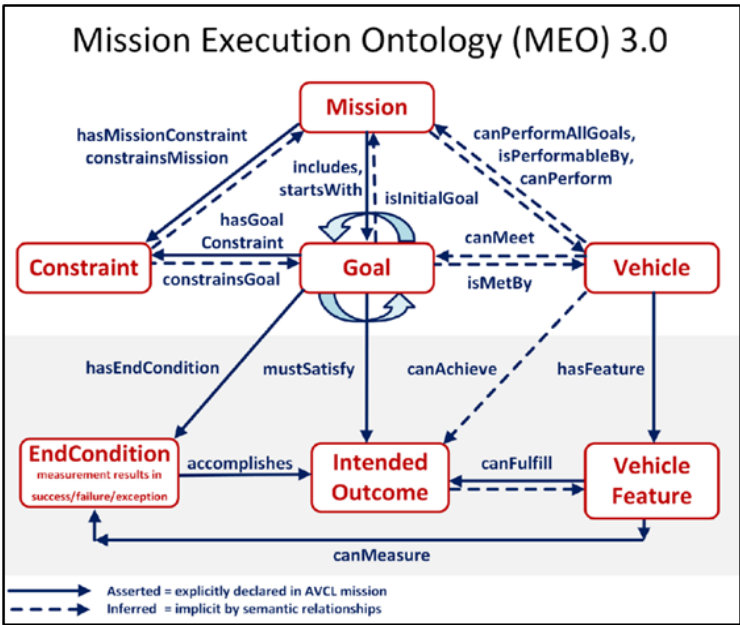 Mission Execution Ontology (MEO) 3.0
Mission
hasMissionConstraint
constrainsMission
includes,
startsWith
isInitialGoal
canPerformAllGoals,
isPerformableBy,
canPerform
hasGoal
Constraint
constrainsGoal
canMeet
isMetBy
Constraint
Goal
Vehicle
hasEndCondition
mustSatisfy
canAchieve
hasFeature
EndCondition
measurement results in
success/failure/exception
accomplishes
Intended
Outcome
canFulfill
Vehicle
Feature
canMeasure
Asserted = explicitly declared in AVCL mission
Inferred = implicit by semantic relationships